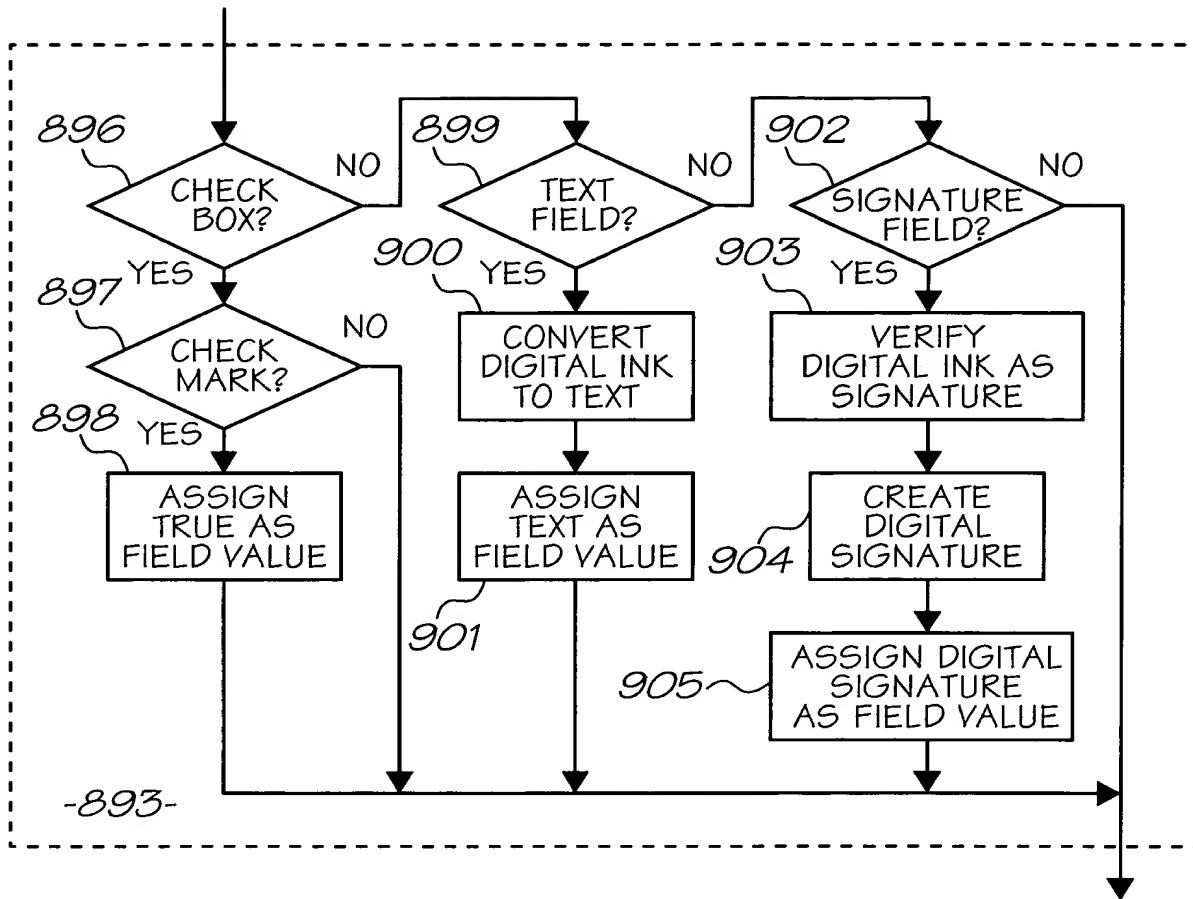 896
CHECK
BOX?
NO
YES
897
CHECK
MARK?
NO
YES
898
ASSIGN
TRUE AS
FIELD VALUE
899
TEXT
FIELD?
NO
YES
900
CONVERT
DIGITAL INK
TO TEXT
ASSIGN
TEXT AS
FIELD VALUE
901
902
SIGNATURE
FIELD?
NO
YES
903
VERIFY
DIGITAL INK AS
SIGNATURE
CREATE
DIGITAL
SIGNATURE
904
ASSIGN DIGITAL
SIGNATURE
AS FIELD VALUE
905
-893-